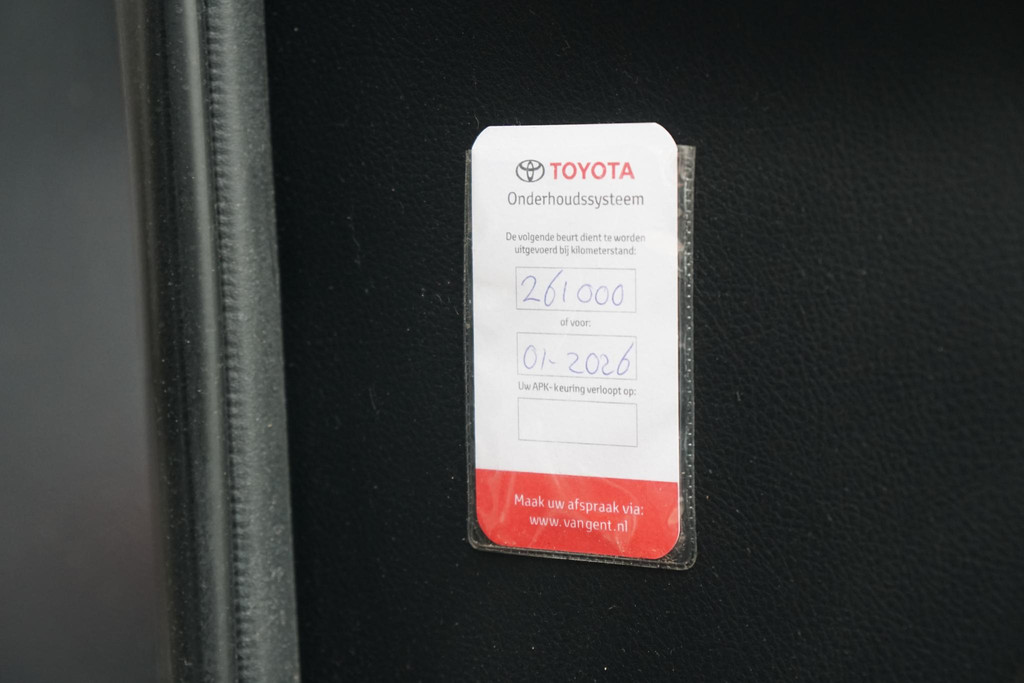 TOYOTA
Onderhoudssysteem
De volgende beurt dient te worden
uitgevoerd bij kilometerstand:
261000
of voor:
01-2026
Uw APK-keuring verloopt op:
Maak uw afspraak via:
www.vangent.nl